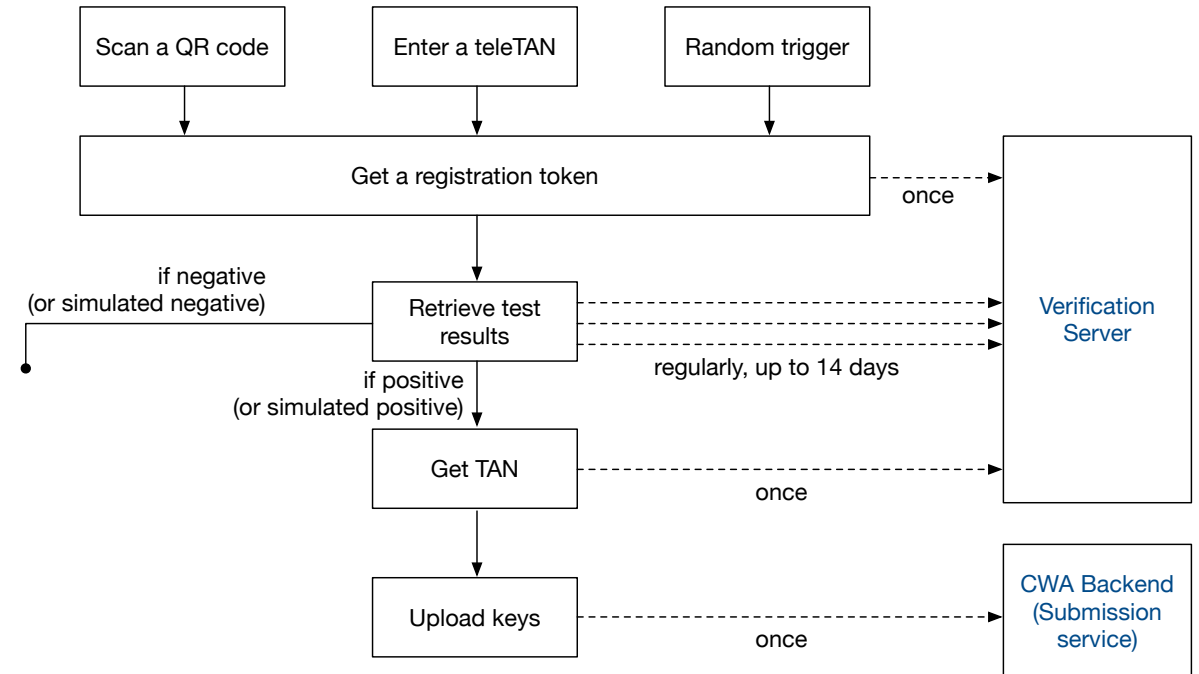 Scan a QR code
Enter a teleTAN
Random trigger
Get a registration token
once
if negative
(or simulated negative)
Retrieve test
results
regularly, up to 14 days
Verification
Server
if positive
(or simulated positive)
Get TAN
once
Upload keys
once
CWA Backend
(Submission
service)